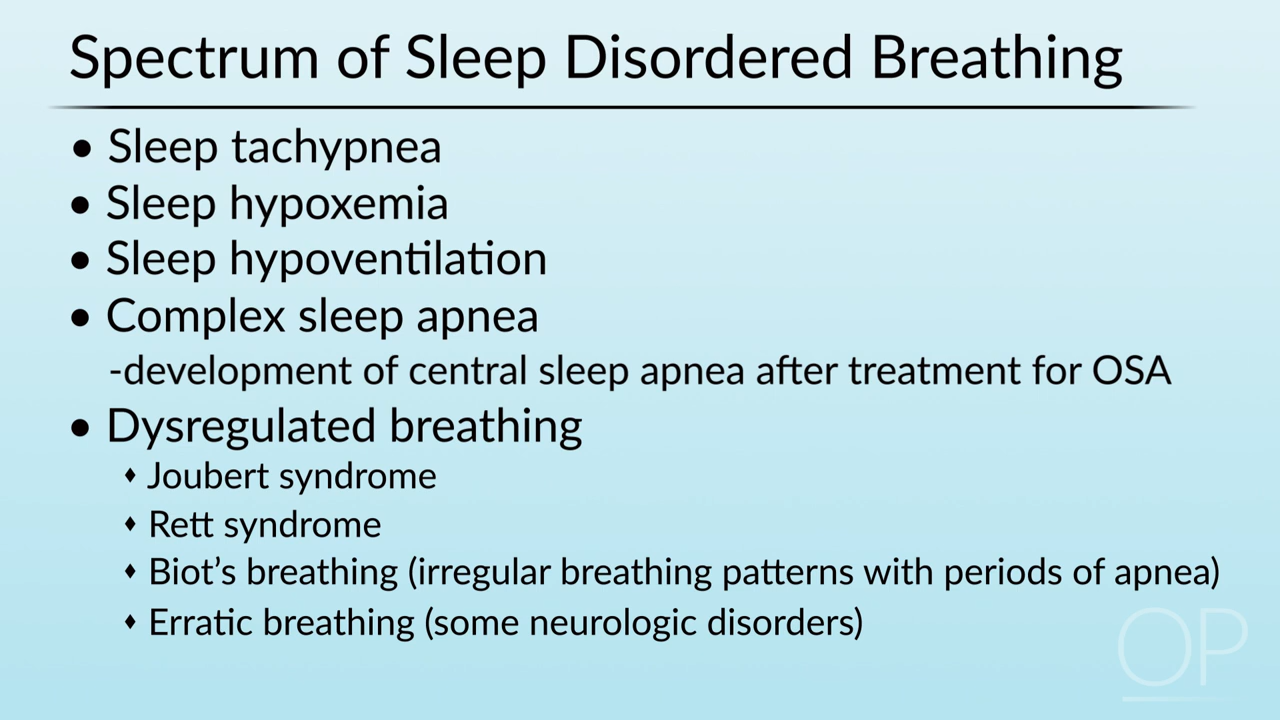 Spectrum of Sleep Disordered Breathing
• Sleep tachypnea
• Sleep hypoxemia
• Sleep hypoventilation
• Complex sleep apnea
-development of central sleep apnea after treatment for OSA
• Dysregulated breathing
♦ Joubert syndrome
♦ Rett syndrome
♦ Biot’s breathing (irregular breathing patterns with periods of apnea)
♦ Erratic breathing (some neurologic disorders)
OP